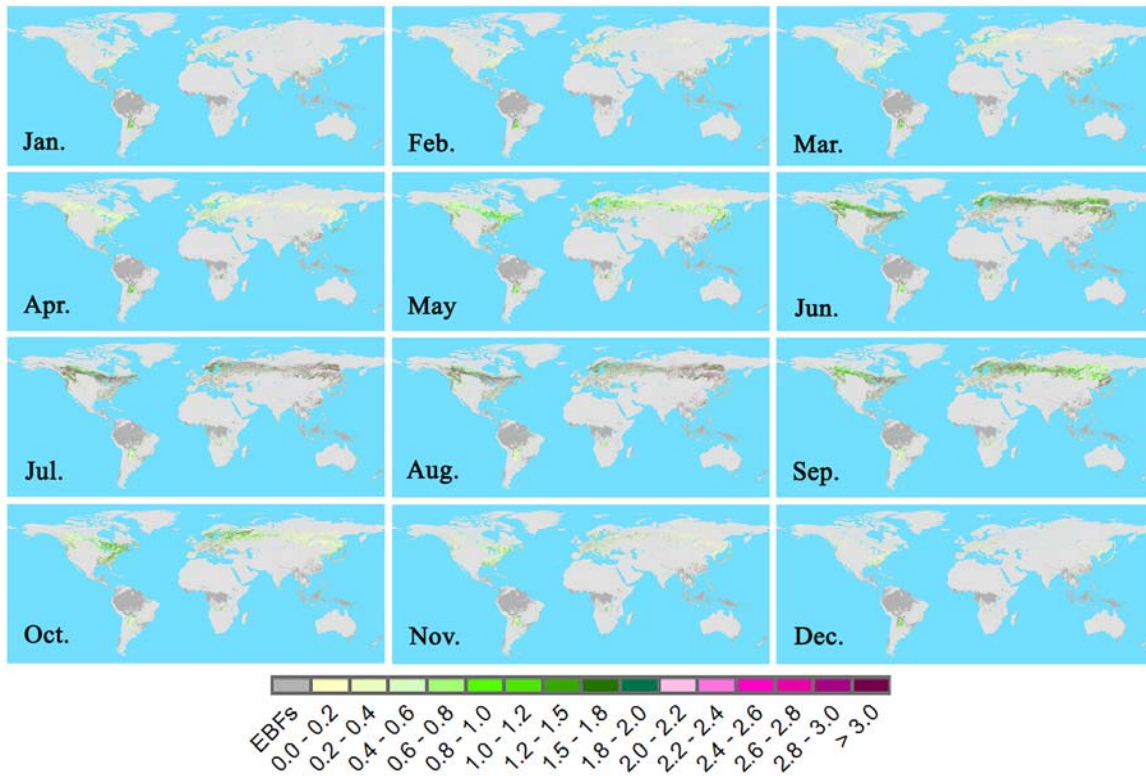 Jan.
Feb.
Mar.
Apr.
May
Jun.
Jul.
Aug.
Sep.
Oct.
Nov.
Dec.
EBFs
0.0 - 0.2
0.2 - 0.4
0.4 - 0.6
0.6 - 0.8
0.8 - 1.0
1.0 - 1.2
1.2 - 1.5
1.5 - 1.8
1.8 - 2.0
2.0 - 2.2
2.2 - 2.4
2.4 - 2.6
2.6 - 2.8
2.8 - 3.0
> 3.0